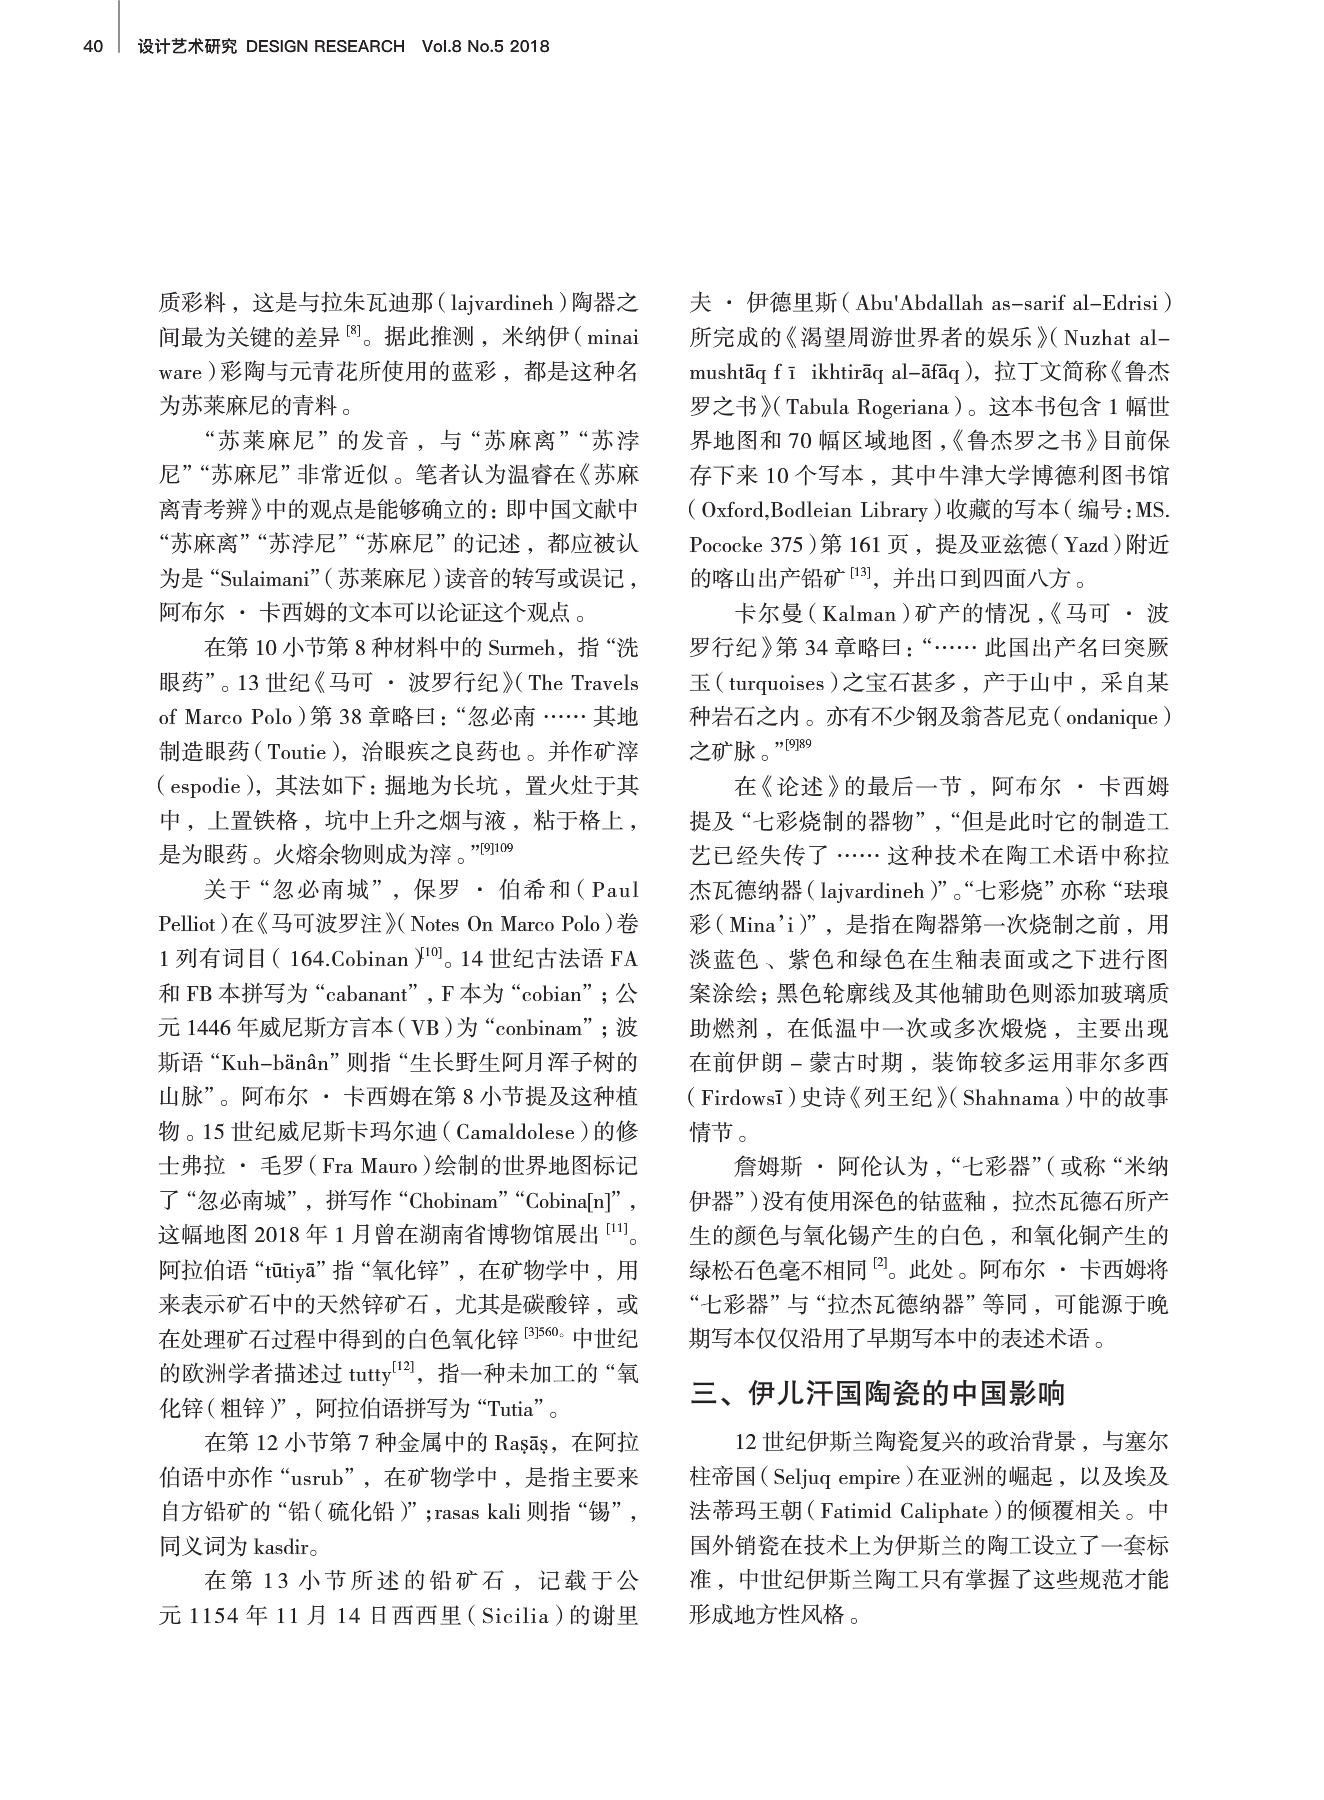 40 设计艺术研究 DESIGN RESEARCH Vol.8 No.5 2018
质彩料，这是与拉朱瓦迪那（lajvardineh）陶器之
间最为关键的差异[8]。据此推测，米纳伊（minai
ware）彩陶与元青花所使用的蓝彩，都是这种名
为苏莱麻尼的青料。
“苏莱麻尼”的发音，与“苏麻离”“苏浡
尼”“苏麻尼”非常近似。笔者认为温睿在《苏麻
离青考辨》中的观点是能够确立的：即中国文献中
“苏麻离”“苏浡尼”“苏麻尼”的记述，都应被认
为是“Sulaimani”（苏莱麻尼）读音的转写或误记，
阿布尔·卡西姆的文本可以论证这个观点。
在第 10 小节第 8 种材料中的 Surmeh，指“洗
眼药”。13 世纪《马可·波罗行纪》（The Travels
of Marco Polo）第 38 章略曰：“忽必南……其地
制造眼药（Toutie），治眼疾之良药也。并作矿滓
（espodie），其法如下：掘地为长坑，置火灶于其
中，上置铁格，坑中上升之烟与液，粘于格上，
是为眼药。火熔余物则成为滓。”[9]109
关于“忽必南城”，保罗·伯希和（Paul
Pelliot）在《马可波罗注》（Notes On Marco Polo）卷
1 列有词目（ 164.Cobinan）[10]。14 世纪古法语 FA
和 FB 本拼写为“cabanant”，F 本为“cobian”；公
元 1446 年威尼斯方言本（VB）为“conbinam”；波
斯语“Kuh–bänân”则指“生长野生阿月浑子树的
山脉”。阿布尔·卡西姆在第 8 小节提及这种植
物。15 世纪威尼斯卡玛尔迪（Camaldolese）的修
士弗拉·毛罗（Fra Mauro）绘制的世界地图标记
了“忽必南城”，拼写作“Chobinam”“Cobina[n]”，
这幅地图 2018 年 1 月曾在湖南省博物馆展出[11]。
阿拉伯语“tūtiyā”指“氧化锌”，在矿物学中，用
来表示矿石中的天然锌矿石，尤其是碳酸锌，或
在处理矿石过程中得到的白色氧化锌[3]560。中世纪
的欧洲学者描述过 tutty[12]，指一种未加工的“氧
化锌（粗锌）”，阿拉伯语拼写为“Tutia”。
在第 12 小节第 7 种金属中的 Raṣāṣ，在阿拉
伯语中亦作“usrub”，在矿物学中，是指主要来
自方铅矿的“铅（硫化铅）”；rasas kali 则指“锡”，
同义词为 kasdir。
在第 13 小节所述的铅矿石，记载于公
元 1154 年 11 月 14 日西西里（Sicilia）的谢里
夫·伊德里斯（Abu'Abdallah as–sarif al–Edrisi）
所完成的《渴望周游世界者的娱乐》（Nuzhat al–
mushtāq f ī ikhtirāq al–āfāq），拉丁文简称《鲁杰
罗之书》（Tabula Rogeriana）。这本书包含 1 幅世
界地图和 70 幅区域地图，《鲁杰罗之书》目前保
存下来 10 个写本，其中牛津大学博德利图书馆
（Oxford,Bodleian Library）收藏的写本（编号：MS.
Pococke 375）第 161 页，提及亚兹德（Yazd）附近
的喀山出产铅矿[13]，并出口到四面八方。
卡尔曼（Kalman）矿产的情况，《马可·波
罗行纪》第 34 章略曰：“……此国出产名曰突厥
玉（turquoises）之宝石甚多，产于山中，采自某
种岩石之内。亦有不少钢及翁荅尼克（ondanique）
之矿脉。”[9]89
在《论述》的最后一节，阿布尔·卡西姆
提及“七彩烧制的器物”，“但是此时它的制造工
艺已经失传了……这种技术在陶工术语中称拉
杰瓦德纳器（lajvardineh）”。“七彩烧”亦称“珐琅
彩（Mina’i）”，是指在陶器第一次烧制之前，用
淡蓝色、紫色和绿色在生釉表面或之下进行图
案涂绘；黑色轮廓线及其他辅助色则添加玻璃质
助燃剂，在低温中一次或多次煅烧，主要出现
在前伊朗–蒙古时期，装饰较多运用菲尔多西
（Firdowsī）史诗《列王纪》（Shahnama）中的故事
情节。
詹姆斯·阿伦认为，“七彩器”（或称“米纳
伊器”）没有使用深色的钴蓝釉，拉杰瓦德石所产
生的颜色与氧化锡产生的白色，和氧化铜产生的
绿松石色毫不相同[2]。此处。阿布尔·卡西姆将
“七彩器”与“拉杰瓦德纳器”等同，可能源于晚
期写本仅仅沿用了早期写本中的表述术语。
三、伊儿汗国陶瓷的中国影响
12 世纪伊斯兰陶瓷复兴的政治背景，与塞尔
柱帝国（Seljuq empire）在亚洲的崛起，以及埃及
法蒂玛王朝（Fatimid Caliphate）的倾覆相关。中
国外销瓷在技术上为伊斯兰的陶工设立了一套标
准，中世纪伊斯兰陶工只有掌握了这些规范才能
形成地方性风格。